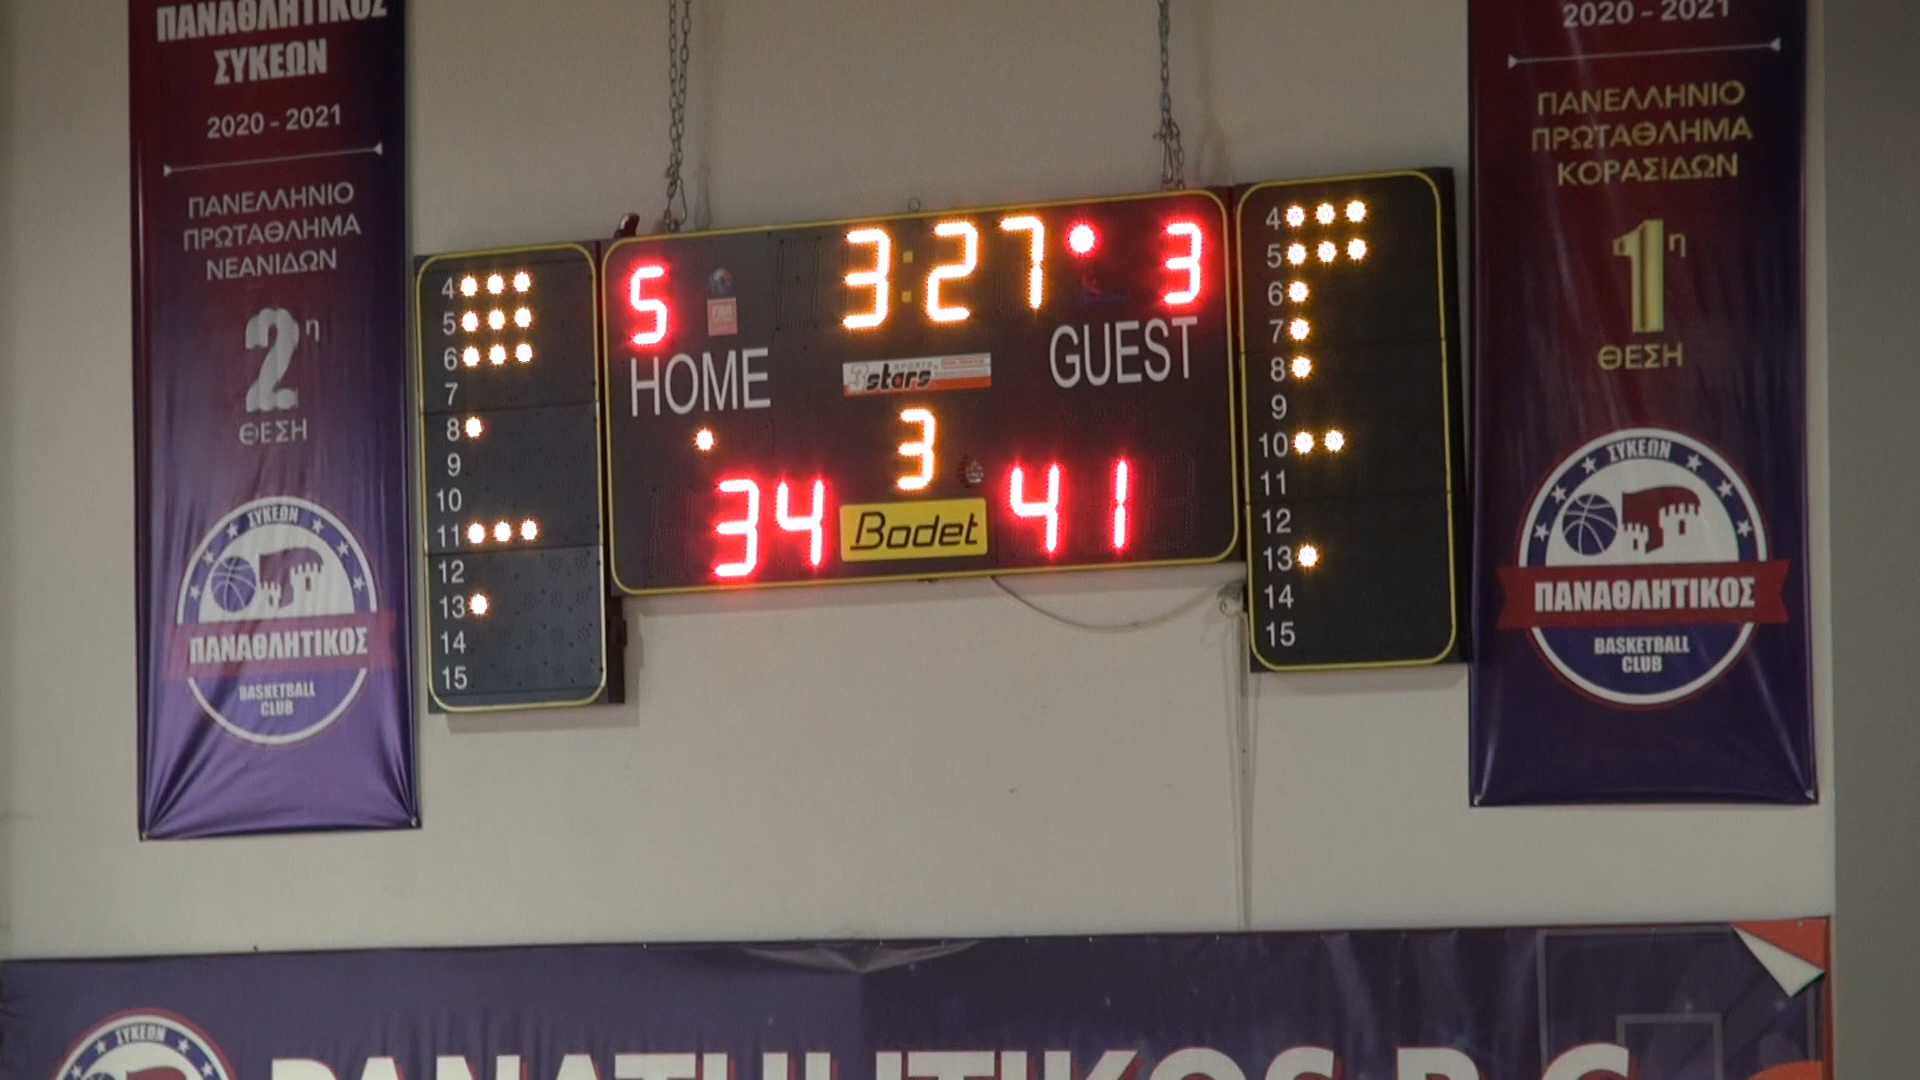 ΠΑΝΑΘΛΗΤΙΚΟΣ
ΣΥΚΕΩΝ
2020 - 2021
ΠΑΝΕΛΛΗΝΙΟ
ΠΡΩΤΑΘΛΗΜΑ
ΝΕΑΝΙΔΩΝ
2η
ΘΕΣΗ
ΣΥΚΕΩΝ
ΠΑΝΑΘΛΗΤΙΚΟΣ
BASKETBALL
CLUB
4
5
6
7
8
9
10
11
12
13
14
15
5 3:27 3
HOME GUEST
3stars
3
34 41
Bodet
4
5
6
7
8
9
10
11
12
13
14
15
2020 - 2021
ΠΑΝΕΛΛΗΝΙΟ
ΠΡΩΤΑΘΛΗΜΑ
ΚΟΡΑΣΙΔΩΝ
1η
ΘΕΣΗ
ΣΥΚΕΩΝ
ΠΑΝΑΘΛΗΤΙΚΟΣ
BASKETBALL
CLUB
ΣΥΚΕΩΝ
PANATHLITIKOS B.C.